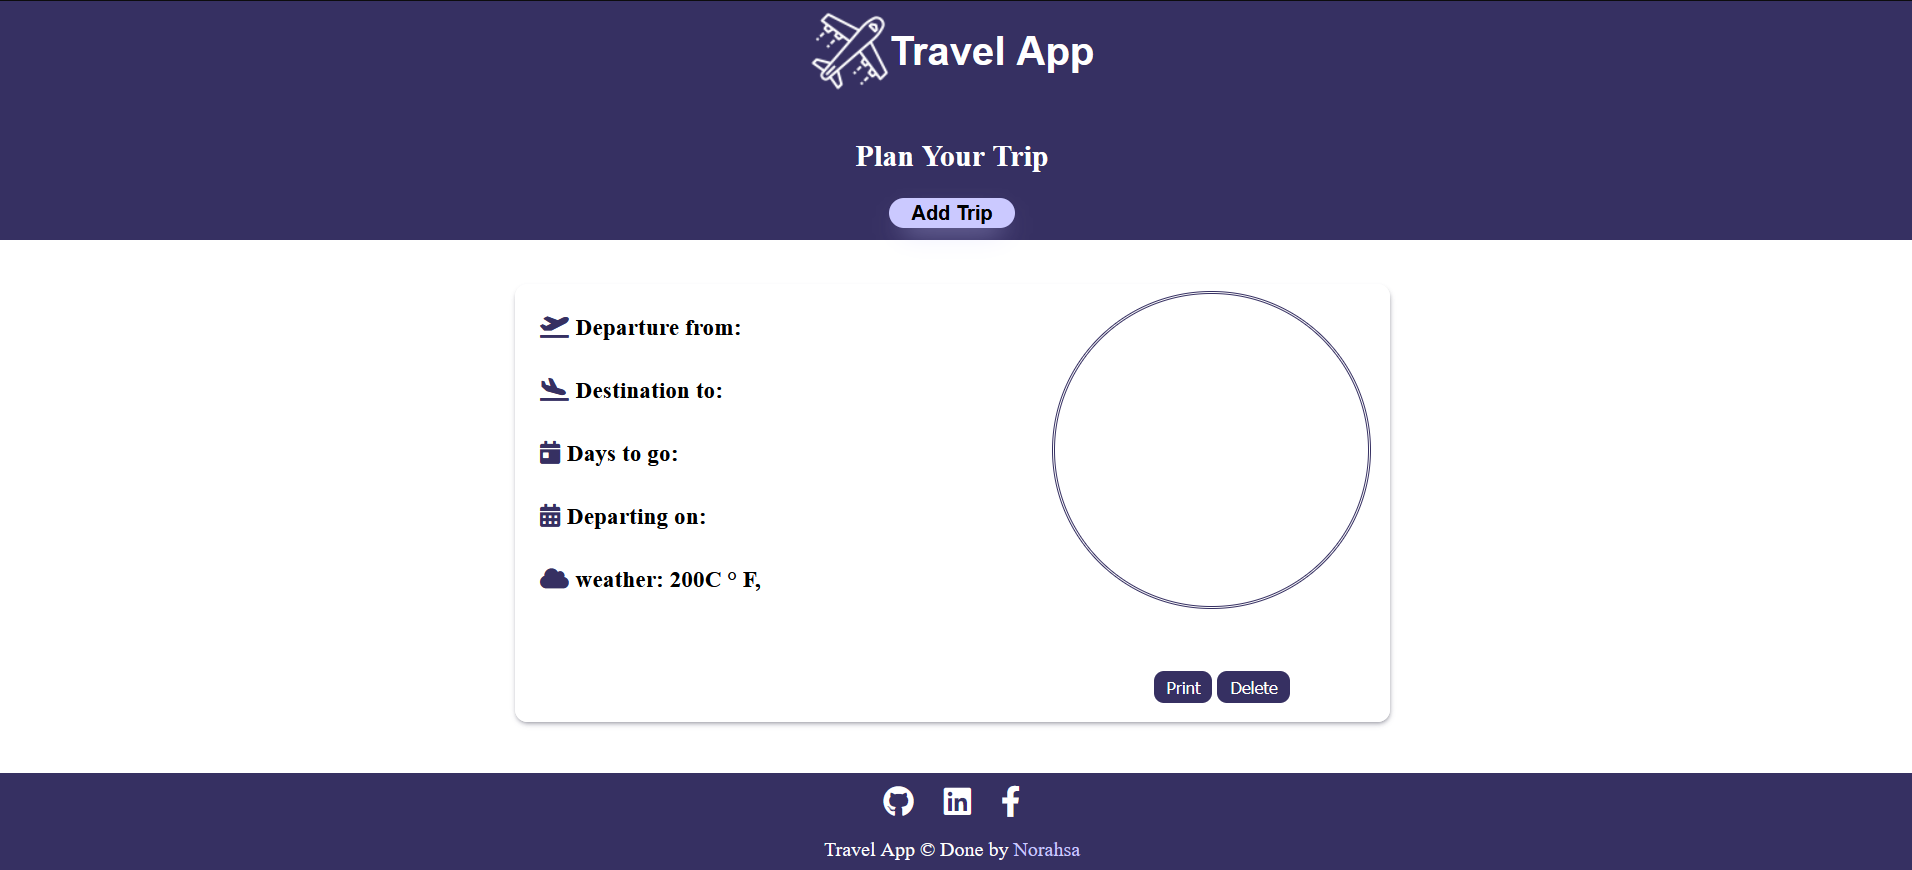 Travel App
Plan Your Trip
Add Trip
Departure from:
Destination to:
Days to go:
Departing on:
weather: 200C ° F,
Print Delete
Travel App © Done by Norahsa